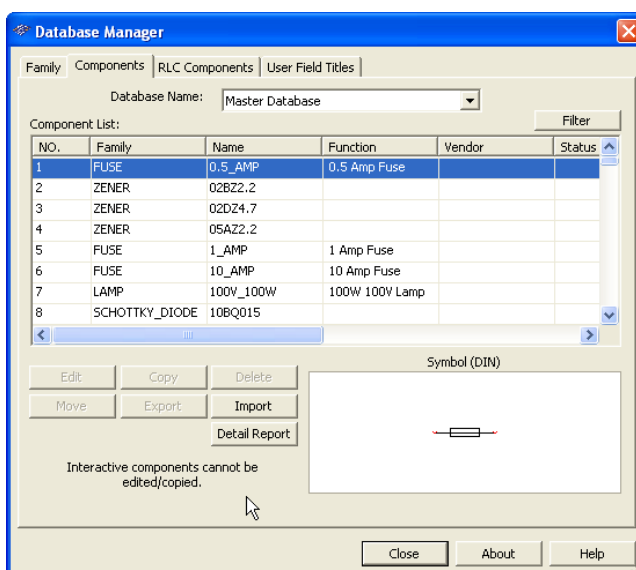 Database Manager
Family Components RLC Components User Field Titles
Database Name: Master Database
Component List: Filter
NO. Family Name Function Vendor Status
1 FUSE 0.5_AMP 0.5 Amp Fuse
2 ZENER 02BZ2.2
3 ZENER 02DZ4.7
4 ZENER 05AZ2.2
5 FUSE 1_AMP 1 Amp Fuse
6 FUSE 10_AMP 10 Amp Fuse
7 LAMP 100V_100W 100W 100V Lamp
8 SCHOTTKY_DIODE 10BQ015
Symbol (DIN)
Edit Copy Delete
Move Export Import
Detail Report
Interactive components cannot be
edited/copied.
Close About Help